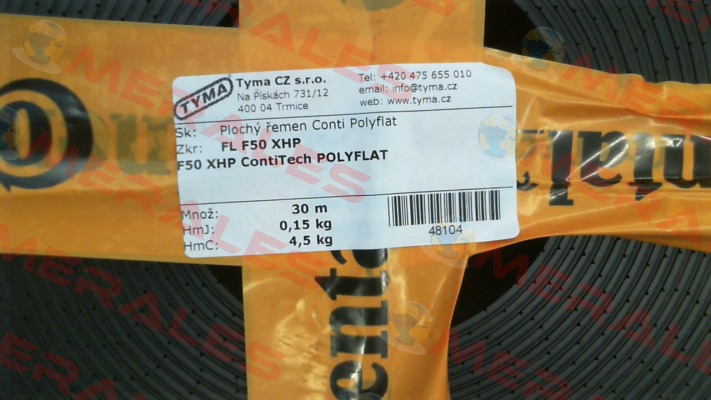 TYMA
Tyma CZ s.r.o.
Na Pískách 731/12
400 04 Trmice
Tel: +420 475 655 010
email: info@tyma.cz
web: www.tyma.cz
Sk: Plochý řemen Conti Polyflat
Zkr: FL F50 XHP
F50 XHP ContiTech POLYFLAT
Množ: 30 m
HmJ: 0,15 kg
HmC: 4,5 kg
48104
MERALES